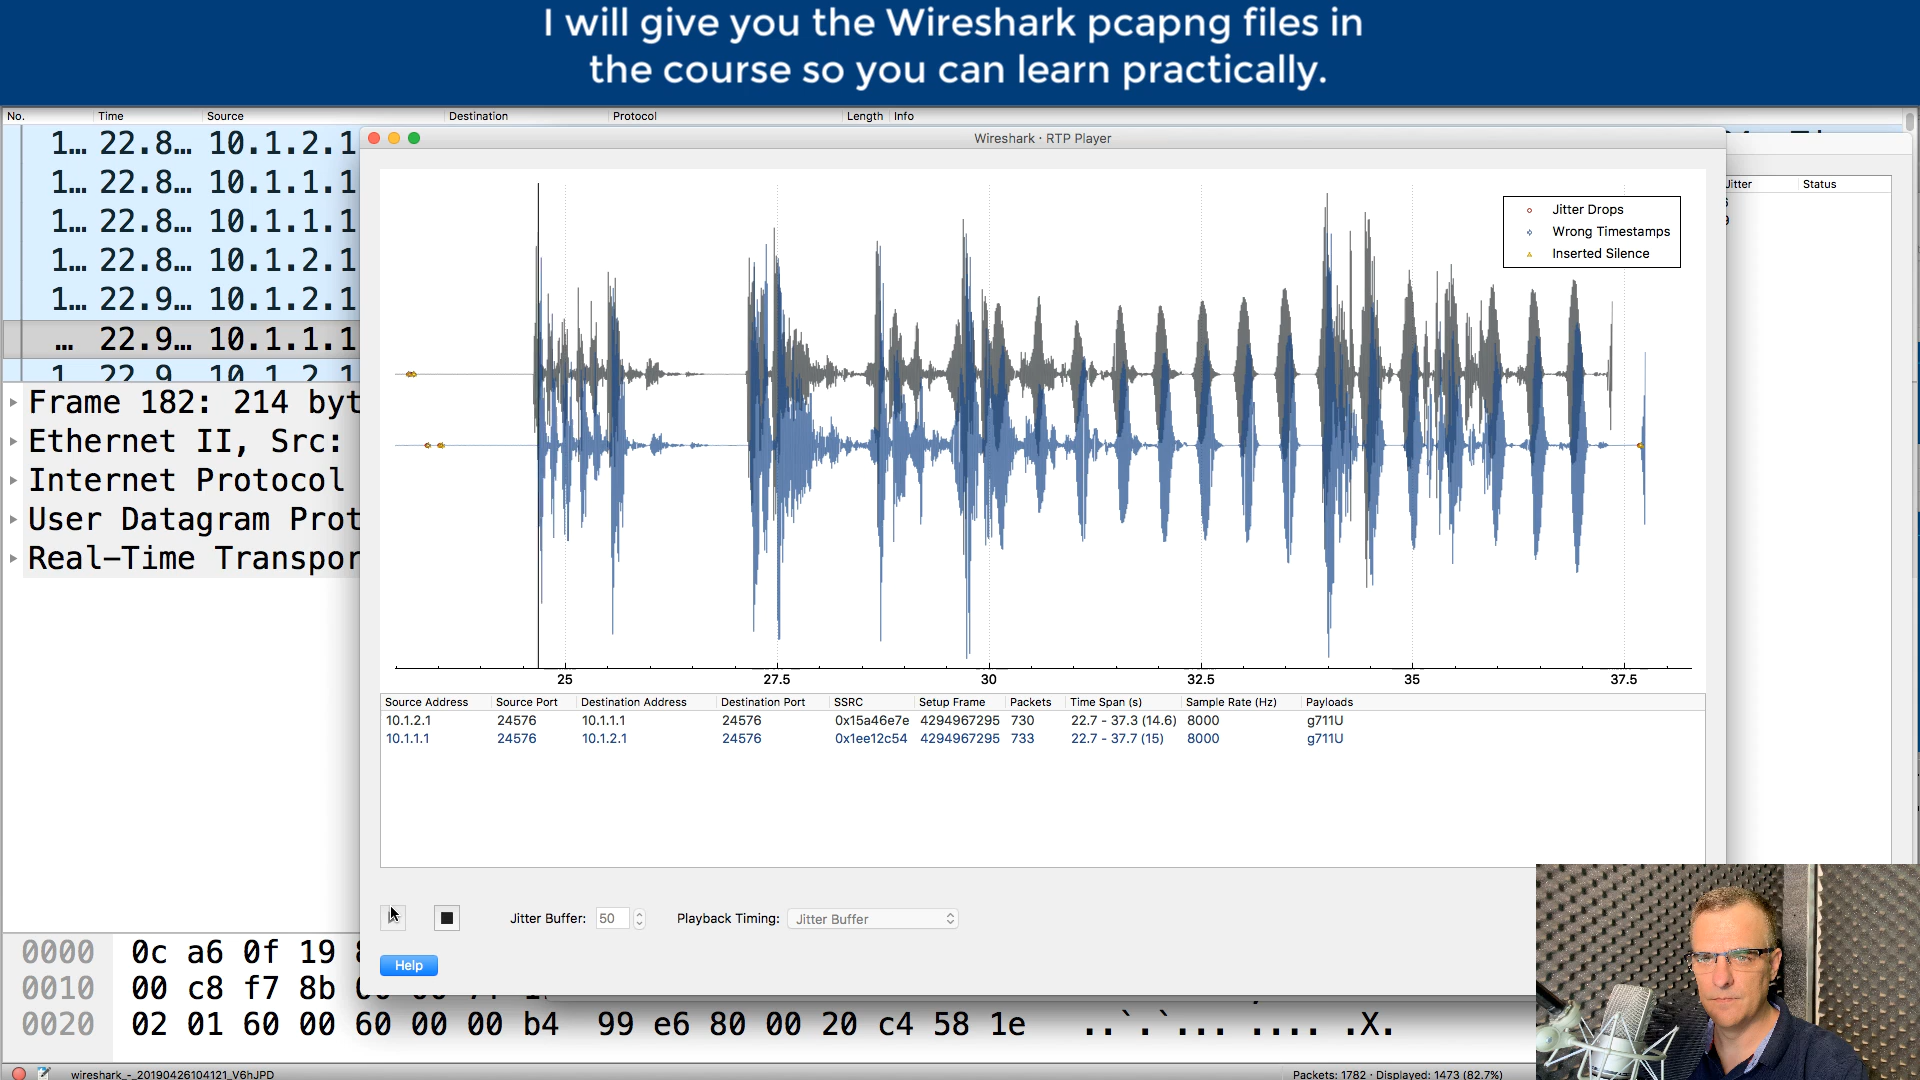 I will give you the Wireshark pcapng files in
the course so you can learn practically.
No. Time Source Destination Protocol Length Info
1… 22.8… 10.1.2.1
1… 22.8… 10.1.1.1
1… 22.8… 10.1.1.1
1… 22.8… 10.1.2.1
1… 22.9… 10.1.2.1
… 22.9… 10.1.1.1
Frame 182: 214 byt
Ethernet II, Src:
Internet Protocol
User Datagram Prot
Real-Time Transpor
Wireshark · RTP Player
Jitter Status
Jitter Drops
Wrong Timestamps
Inserted Silence
25 27.5 30 32.5 35 37.5
Source Address Source Port Destination Address Destination Port SSRC Setup Frame Packets Time Span (s) Sample Rate (Hz) Payloads
10.1.2.1 24576 10.1.1.1 24576 0x15a46e7e 4294967295 730 22.7 - 37.3 (14.6) 8000 g711U
10.1.1.1 24576 10.1.2.1 24576 0x1ee12c54 4294967295 733 22.7 - 37.7 (15) 8000 g711U
Jitter Buffer: 50 Playback Timing: Jitter Buffer
Help
0000 0c a6 0f 19
0010 00 c8 f7 8b
0020 02 01 60 00 60 00 00 b4 99 e6 80 00 20 c4 58 1e ..`.`... .... .X.
wireshark_-_20190426104121_V6hJPD
Packets: 1782 · Displayed: 1473 (82.7%)